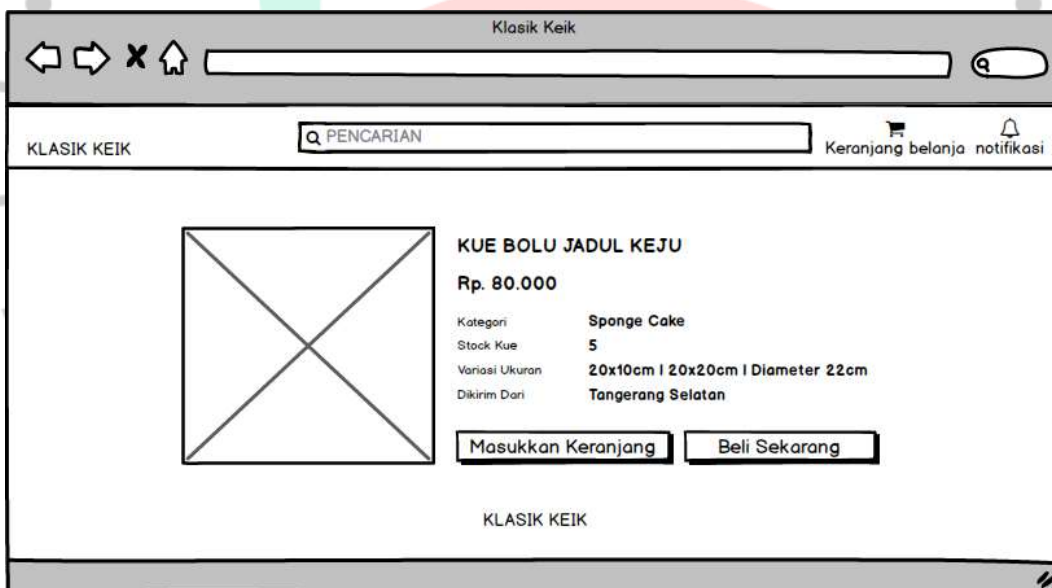 Klasik Keik
KLASIK KEIK
PENCARIAN
Keranjang belanja
notifikasi
KUE BOLU JADUL KEJU
Rp. 80.000
Kategori Sponge Cake
Stock Kue 5
Variasi Ukuran 20x10cm | 20x20cm | Diameter 22cm
Dikirim Dari Tangerang Selatan
Masukkan Keranjang
Beli Sekarang
KLASIK KEIK